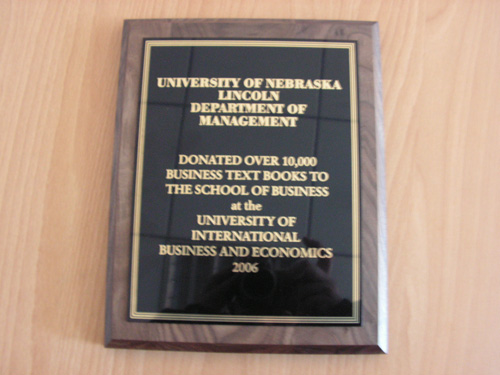 UNIVERSITY OF NEBRASKA
LINCOLN
DEPARTMENT OF
MANAGEMENT
DONATED OVER 10,000
BUSINESS TEXT BOOKS TO
THE SCHOOL OF BUSINESS
at the
UNIVERSITY OF
INTERNATIONAL
BUSINESS AND ECONOMICS
2006